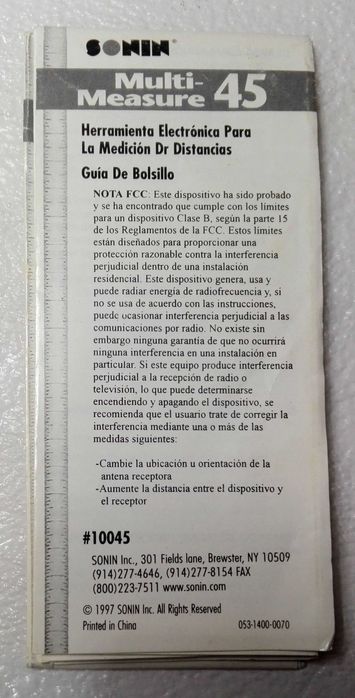 SONIN®
Multi-
Measure 45
Herramienta Electrónica Para
La Medición Dr Distancias
Guía De Bolsillo
NOTA FCC: Este dispositivo ha sido probado
y se ha encontrado que cumple con los límites
para un dispositivo Clase B, según la parte 15
de los Reglamentos de la FCC. Estos límites
están diseñados para proporcionar una
protección razonable contra la interferencia
perjudicial dentro de una instalación
residencial. Este dispositivo genera, usa y
puede radiar energía de radiofrecuencia y, si
no se usa de acuerdo con las instrucciones,
puede ocasionar interferencia perjudicial a las
comunicaciones por radio. No existe sin
embargo ninguna garantía de que no ocurrirá
ninguna interferencia en una instalación en
particular. Si este equipo produce interferencia
perjudicial a la recepción de radio o
televisión, lo que puede determinarse
encendiendo y apagando el dispositivo, se
recomienda que el usuario trate de corregir la
interferencia mediante una o más de las
medidas siguientes:
-Cambie la ubicación u orientación de la
antena receptora
-Aumente la distancia entre el dispositivo y
el receptor
#10045
SONIN Inc., 301 Fields lane, Brewster, NY 10509
(914)277-4646, (914)277-8154 FAX
(800)223-7511 www.sonin.com
© 1997 SONIN Inc. All Rights Reserved
Printed in China 053-1400-0070